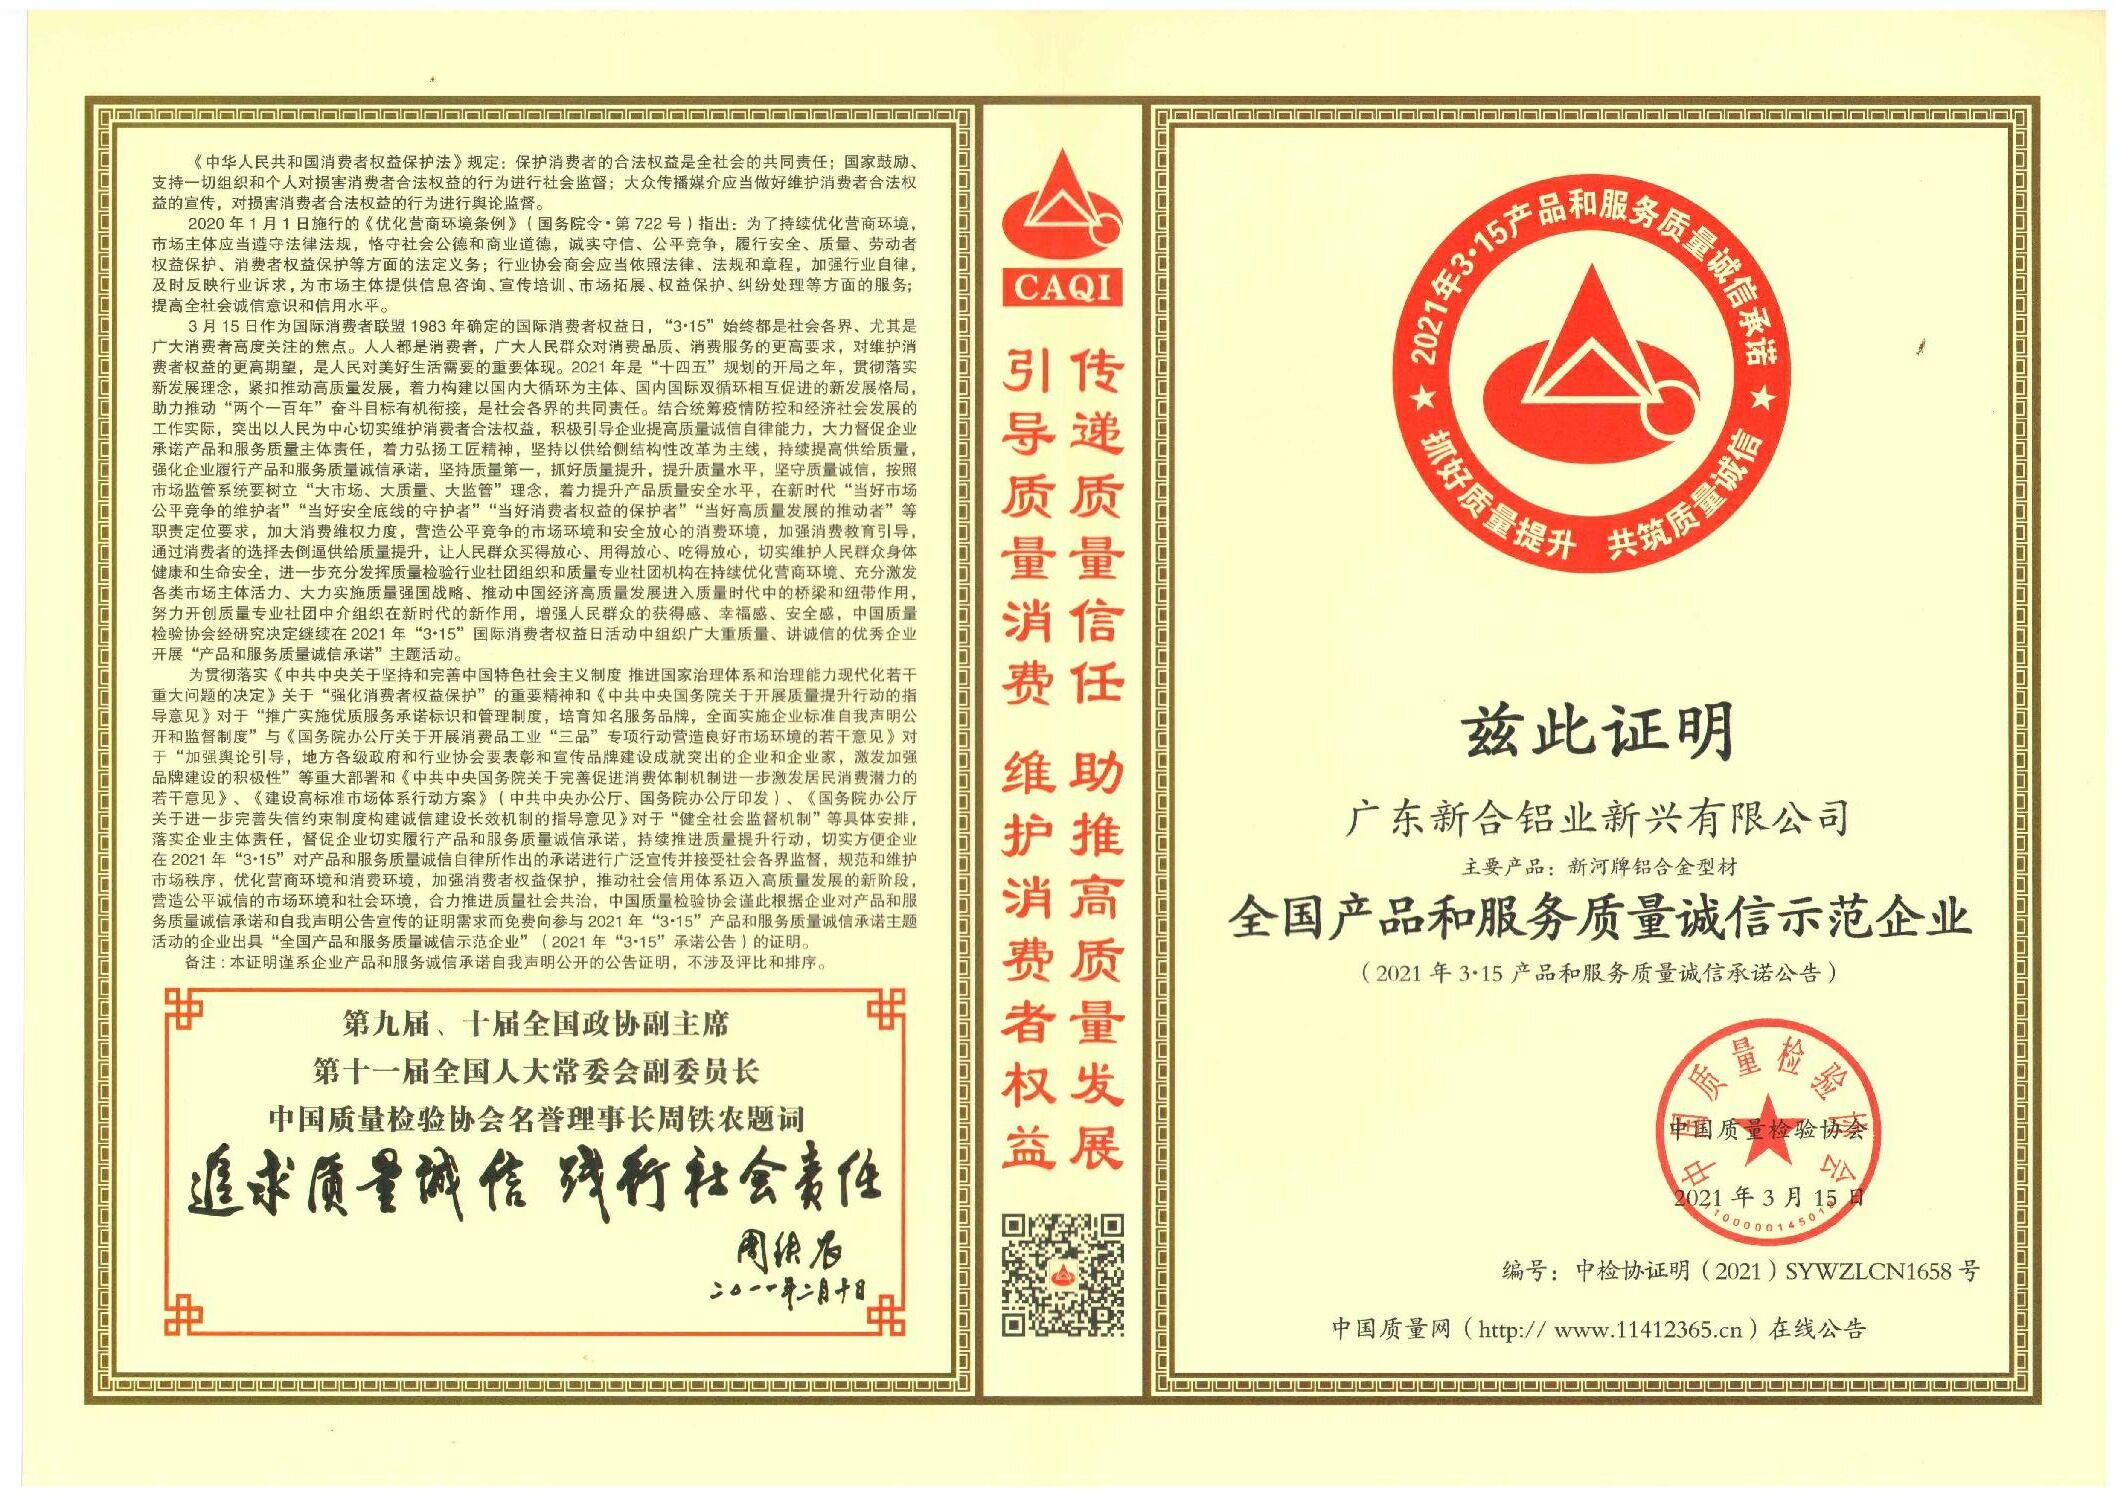 《中华人民共和国消费者权益保护法》规定：保护消费者的合法权益是全社会的共同责任；国家鼓励、
支持一切组织和个人对损害消费者合法权益的行为进行社会监督；大众传播媒介应当做好维护消费者合法权
益的宣传，对损害消费者合法权益的行为进行舆论监督。
2020年1月1日施行的《优化营商环境条例》（国务院令·第722号）指出：为了持续优化营商环境，
市场主体应当遵守法律法规，恪守社会公德和商业道德，诚实守信、公平竞争，履行安全、质量、劳动者
权益保护、消费者权益保护等方面的法定义务；行业协会商会应当依照法律、法规和章程，加强行业自律，
及时反映行业诉求，为市场主体提供信息咨询、宣传培训、市场拓展、权益保护、纠纷处理等方面的服务；
提高全社会诚信意识和信用水平。
3月15日作为国际消费者联盟1983年确定的国际消费者权益日，“3·15”始终都是社会各界、尤其是
广大消费者高度关注的焦点。人人都是消费者，广大人民群众对消费品质、消费服务的更高要求，对维护消
费者权益的更高期望，是人民对美好生活需要的重要体现。2021年是“十四五”规划的开局之年，贯彻落实
新发展理念，紧扣推动高质量发展，着力构建以国内大循环为主体、国内国际双循环相互促进的新发展格局，
助力推动“两个一百年”奋斗目标有机衔接，是社会各界的共同责任。结合统筹疫情防控和经济社会发展的
工作实际，突出以人民为中心切实维护消费者合法权益，积极引导企业提高质量诚信自律能力，大力督促企业
承诺产品和服务质量主体责任，着力弘扬工匠精神，坚持以供给侧结构性改革为主线，持续提高供给质量，
强化企业履行产品和服务质量诚信承诺，坚持质量第一，抓好质量提升，提升质量水平，坚守质量诚信，按照
市场监管系统要树立“大市场、大质量、大监管”理念，着力提升产品质量安全水平，在新时代“当好市场
公平竞争的维护者”“当好安全底线的守护者”“当好消费者权益的保护者”“当好高质量发展的推动者”等
职责定位要求，加大消费维权力度，营造公平竞争的市场环境和安全放心的消费环境，加强消费教育引导，
通过消费者的选择去倒逼供给质量提升，让人民群众买得放心、用得放心、吃得放心，切实维护人民群众身体
健康和生命安全，进一步充分发挥质量检验行业社团组织和质量专业社团机构在持续优化营商环境、充分激发
各类市场主体活力、大力实施质量强国战略、推动中国经济高质量发展进入质量时代中的桥梁和纽带作用，
努力开创质量专业社团中介组织在新时代的新作用，增强人民群众的获得感、幸福感、安全感，中国质量
检验协会经研究决定继续在2021年“3·15”国际消费者权益日活动中组织广大重质量、讲诚信的优秀企业
开展“产品和服务质量诚信承诺”主题活动。
为贯彻落实《中共中央关于坚持和完善中国特色社会主义制度 推进国家治理体系和治理能力现代化若干
重大问题的决定》关于“强化消费者权益保护”的重要精神和《中共中央国务院关于开展质量提升行动的指
导意见》对于“推广实施优质服务承诺标识和管理制度，培育知名服务品牌，全面实施企业标准自我声明公
开和监督制度”与《国务院办公厅关于开展消费品工业“三品”专项行动营造良好市场环境的若干意见》对
于“加强舆论引导，地方各级政府和行业协会要表彰和宣传品牌建设成就突出的企业和企业家，激发加强
品牌建设的积极性”等重大部署和《中共中央国务院关于完善促进消费体制机制进一步激发居民消费潜力的
若干意见》、《建设高标准市场体系行动方案》（中共中央办公厅、国务院办公厅印发）、《国务院办公厅
关于进一步完善失信约束制度构建诚信建设长效机制的指导意见》对于“健全社会监督机制”等具体安排，
落实企业主体责任，督促企业切实履行产品和服务质量诚信承诺，持续推进质量提升行动，切实方便企业
在2021年“3·15”对产品和服务质量诚信自律所作出的承诺进行广泛宣传并接受社会各界监督，规范和维护
市场秩序，优化营商环境和消费环境，加强消费者权益保护，推动社会信用体系迈入高质量发展的新阶段，
营造公平诚信的市场环境和社会环境，合力推进质量社会共治，中国质量检验协会谨此根据企业对产品和服
务质量诚信承诺和自我声明公告宣传的证明需求而免费向参与2021年“3·15”产品和服务质量诚信承诺主题
活动的企业出具“全国产品和服务质量诚信示范企业”（2021年“3·15”承诺公告）的证明。
备注：本证明谨系企业产品和服务诚信承诺自我声明公开的公告证明，不涉及评比和排序。
第九届、十届全国政协副主席
第十一届全国人大常委会副委员长
中国质量检验协会名誉理事长周铁农题词
追求质量诚信 践行社会责任
周铁农
二〇一一年二月十日
CAQI
传递质量信任 助推高质量发展
引导质量消费 维护消费者权益
2021年3·15产品和服务质量诚信承诺
抓好质量提升 共筑质量诚信
兹此证明
广东新合铝业新兴有限公司
主要产品：新河牌铝合金型材
全国产品和服务质量诚信示范企业
（2021年3·15产品和服务质量诚信承诺公告）
中国质量检验协会
中国质量检验协会
2021年3月15日
编号：中检协证明（2021）SYWZLCN1658号
中国质量网（http:// www.11412365.cn）在线公告